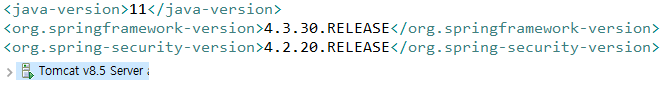 <java-version>11</java-version>
<org.springframework-version>4.3.30.RELEASE</org.springframework-version>
<org.spring-security-version>4.2.20.RELEASE</org.spring-security-version>
Tomcat v8.5 Server